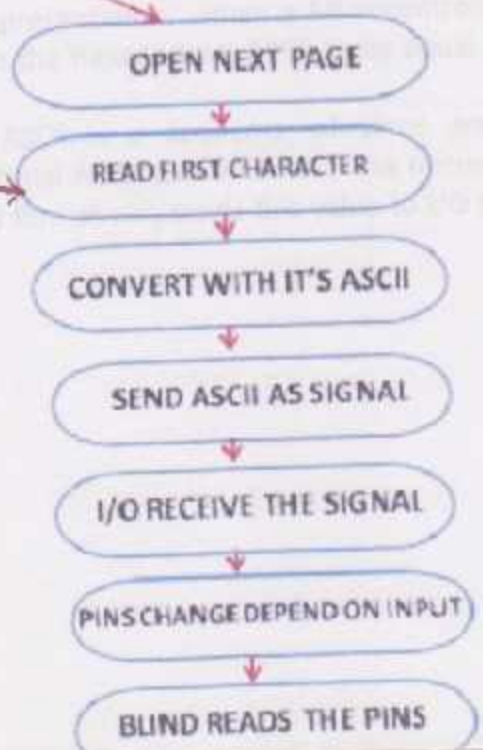 OPEN NEXT PAGE
READ FIRST CHARACTER
CONVERT WITH IT'S ASCII
SEND ASCII AS SIGNAL
I/O RECEIVE THE SIGNAL
PINS CHANGE DEPEND ON INPUT
BLIND READS THE PINS